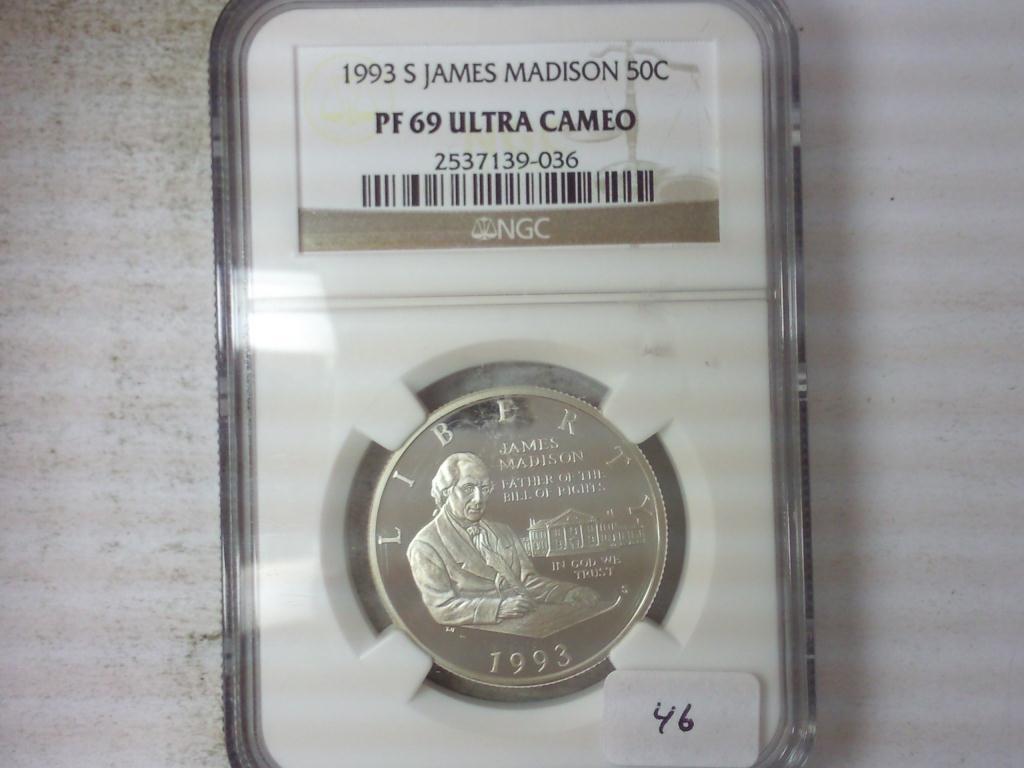 1993 S JAMES MADISON 50C
PF 69 ULTRA CAMEO
2537139-036
NGC
LIBERTY
JAMES
MADISON
FATHER OF THE
BILL OF RIGHTS
IN GOD WE
TRUST
S
1993
46